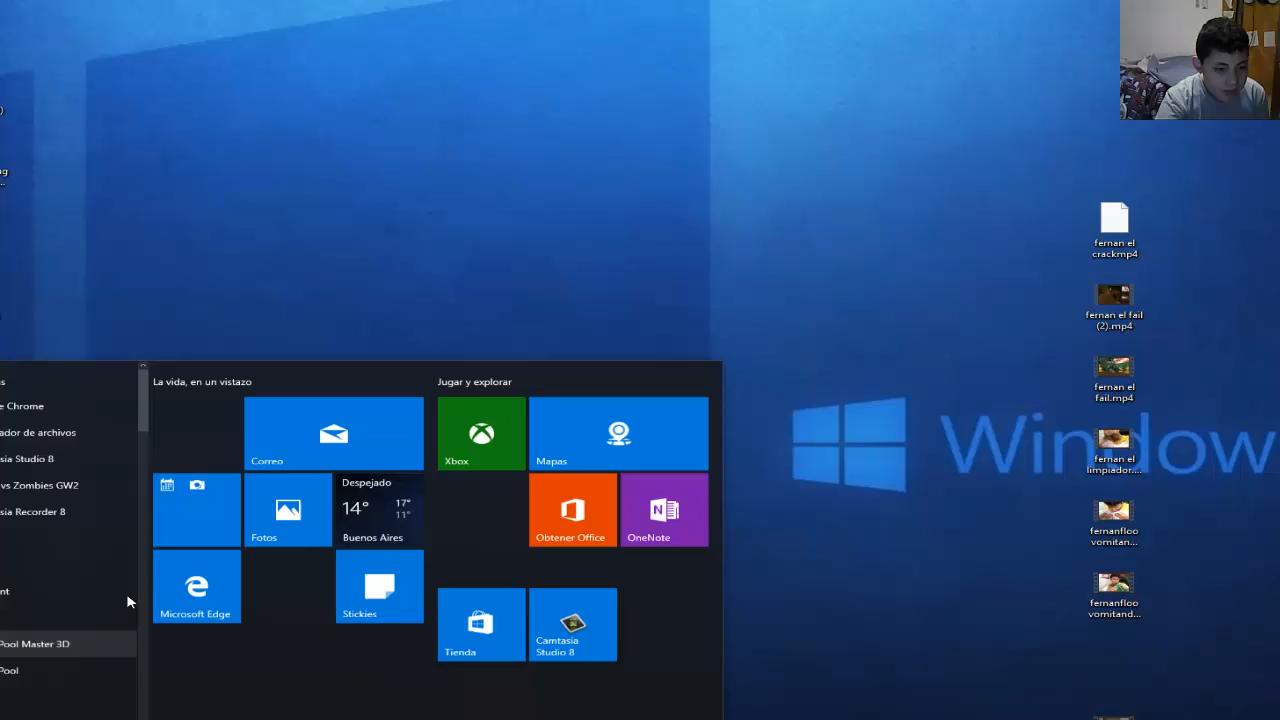 )
ng
...
s
La vida, en un vistazo
Jugar y explorar
e Chrome
ador de archivos
sia Studio 8
vs Zombies GW2
sia Recorder 8
nt
Pool Master 3D
Pool
Correo
Xbox
Mapas
Fotos
Despejado
14°
17°
11°
Buenos Aires
Obtener Office
N
OneNote
Microsoft Edge
Stickies
Tienda
Camtasia
Studio 8
Window
fernan el
crackmp4
fernan el fail
(2).mp4
fernan el
fail.mp4
fernan el
limpiador....
fernanfloo
vomitan...
fernanfloo
vomitand...